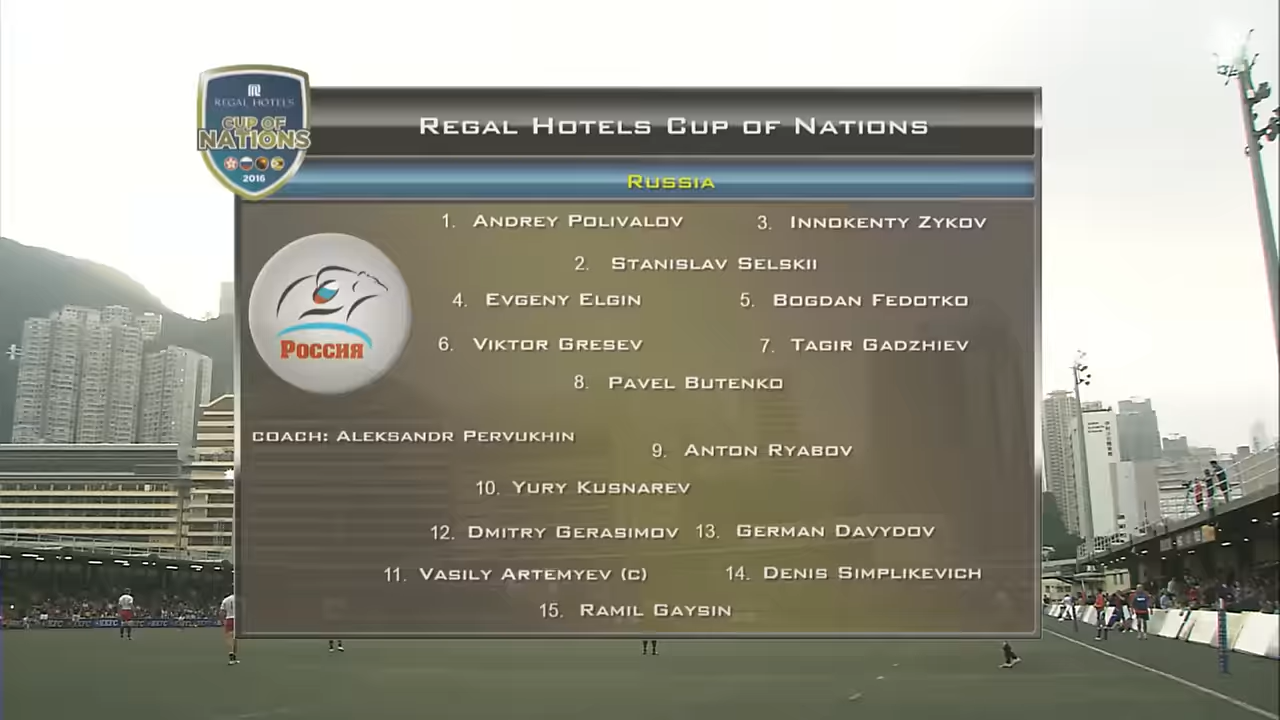 REGAL HOTELS
CUP OF
NATIONS
2016
REGAL HOTELS CUP OF NATIONS
RUSSIA
1. ANDREY POLIVALOV 3. INNOKENTY ZYKOV
2. STANISLAV SELSKII
4. EVGENY ELGIN 5. BOGDAN FEDOTKO
Россия
6. VIKTOR GRESEV 7. TAGIR GADZHIEV
8. PAVEL BUTENKO
COACH: ALEKSANDR PERVUKHIN
9. ANTON RYABOV
10. YURY KUSNAREV
12. DMITRY GERASIMOV 13. GERMAN DAVYDOV
11. VASILY ARTEMYEV (C) 14. DENIS SIMPLIKEVICH
15. RAMIL GAYSIN